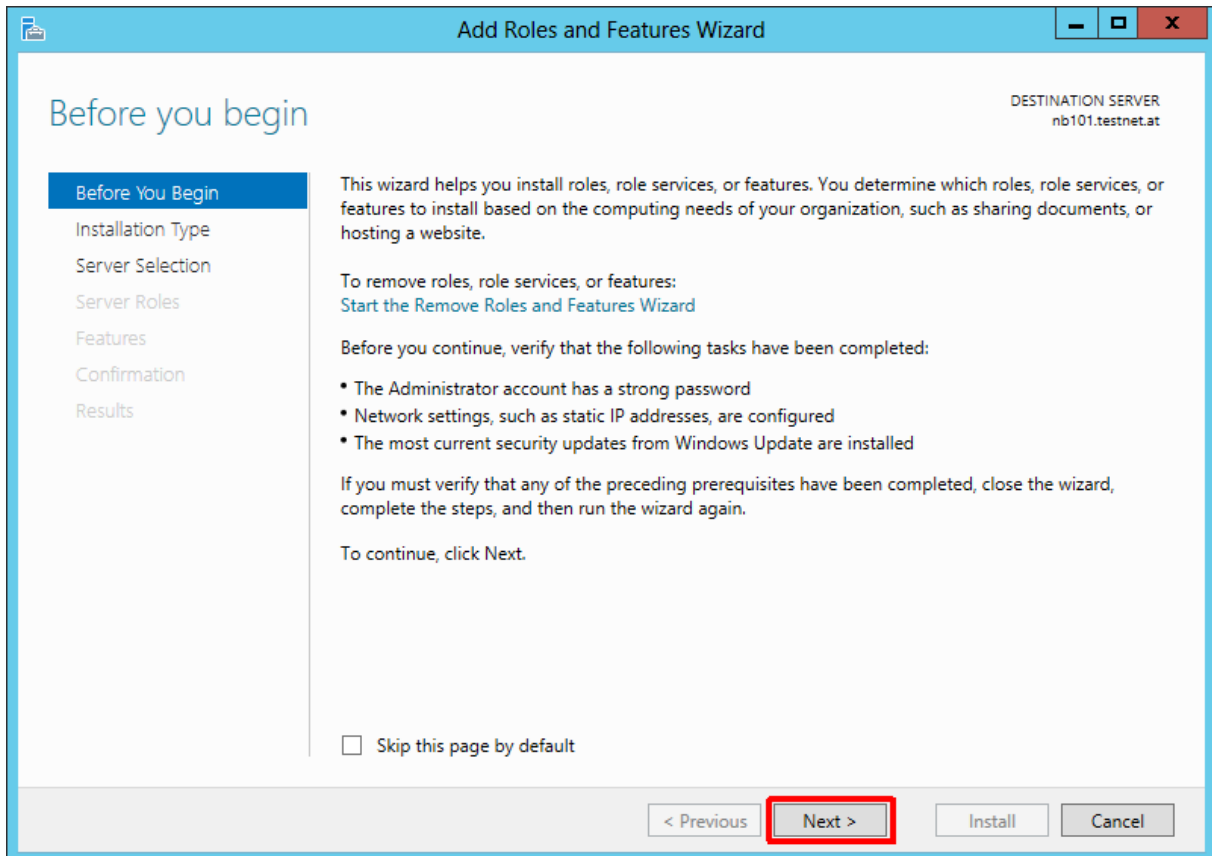 Add Roles and Features Wizard
x
Before you begin
DESTINATION SERVER
nb101.testnet.at
Before You Begin
Installation Type
Server Selection
Server Roles
Features
Confirmation
Results
This wizard helps you install roles, role services, or features. You determine which roles, role services, or
features to install based on the computing needs of your organization, such as sharing documents, or
hosting a website.
To remove roles, role services, or features:
Start the Remove Roles and Features Wizard
Before you continue, verify that the following tasks have been completed:
• The Administrator account has a strong password
• Network settings, such as static IP addresses, are configured
• The most current security updates from Windows Update are installed
If you must verify that any of the preceding prerequisites have been completed, close the wizard,
complete the steps, and then run the wizard again.
To continue, click Next.
Skip this page by default
< Previous
Next >
Install
Cancel